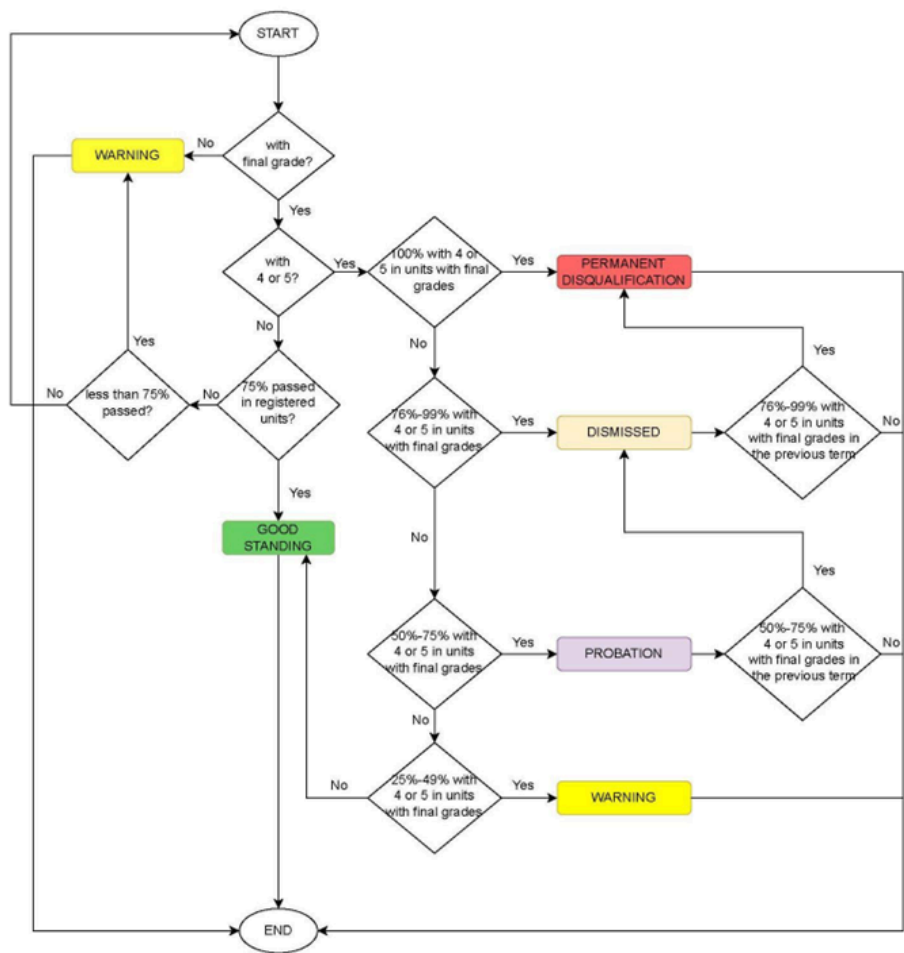 START
with
final grade?
No
WARNING
Yes
with
4 or 5?
Yes
100% with 4 or
5 in units with final
grades
Yes
PERMANENT
DISQUALIFICATION
No
No
Yes
Yes
less than 75%
passed?
No
No
75% passed
in registered
units?
76%-99% with
4 or 5 in units
with final grades
Yes
DISMISSED
76%-99% with
4 or 5 in units
with final grades in
the previous term
No
Yes
GOOD
STANDING
No
Yes
50%-75% with
4 or 5 in units
with final grades
Yes
PROBATION
50%-75% with
4 or 5 in units
with final grades in
the previous term
No
No
25%-49% with
4 or 5 in units
with final grades
No
Yes
WARNING
END